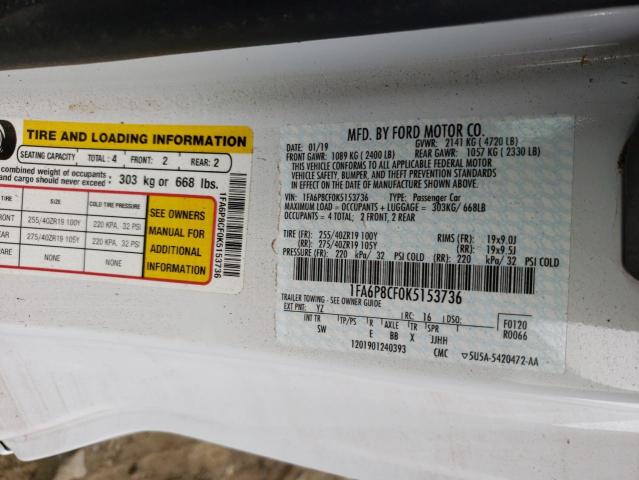 TIRE AND LOADING INFORMATION
SEATING CAPACITY TOTAL: 4 FRONT: 2 REAR: 2
combined weight of occupants
and cargo should never exceed: 303 kg or 668 lbs.
TIRE SIZE COLD TIRE PRESSURE
FRONT 255/40ZR19 100Y 220 KPA, 32 PSI
REAR 275/40ZR19 105Y 220 KPA, 32 PSI
SPARE NONE NONE
SEE OWNERS
MANUAL FOR
ADDITIONAL
INFORMATION
1FA6P8CF0K5153736
MFD. BY FORD MOTOR CO.
01/19 GVWR: 2141 KG ( 4720 LB)
FRONT GAWR: 1089 KG ( 2400 LB) REAR GAWR: 1057 KG ( 2330 LB)
THIS VEHICLE CONFORMS TO ALL APPLICABLE FEDERAL MOTOR
VEHICLE SAFETY, BUMPER, AND THEFT PREVENTION STANDARDS IN
EFFECT ON THE DATE OF MANUFACTURE SHOWN ABOVE.
VIN: 1FA6P8CF0K5153736 TYPE: Passenger Car
MAXIMUM LOAD = OCCUPANTS + LUGGAGE = 303KG/ 668LB
OCCUPANTS = 4 TOTAL; 2 FRONT, 2 REAR
TIRE (FR): 255/40ZR19 100Y RIMS (FR): 19x9.0J
(RR): 275/40ZR19 105Y (RR): 19x9.5J
PRESSURE(FR): 220 kPa/ 32 PSI COLD (RR): 220 kPa/ 32 PSI COLD
1FA6P8CF0K5153736
TRAILER TOWING - SEE OWNER GUIDE
EXT PNT: YZ RC: 16 DSO: F0120
R0066
INT TR TP/PS R AXLE TR SPR
SW E BB X JJHH
1201901240393 CMC 5U5A-5420472-AA